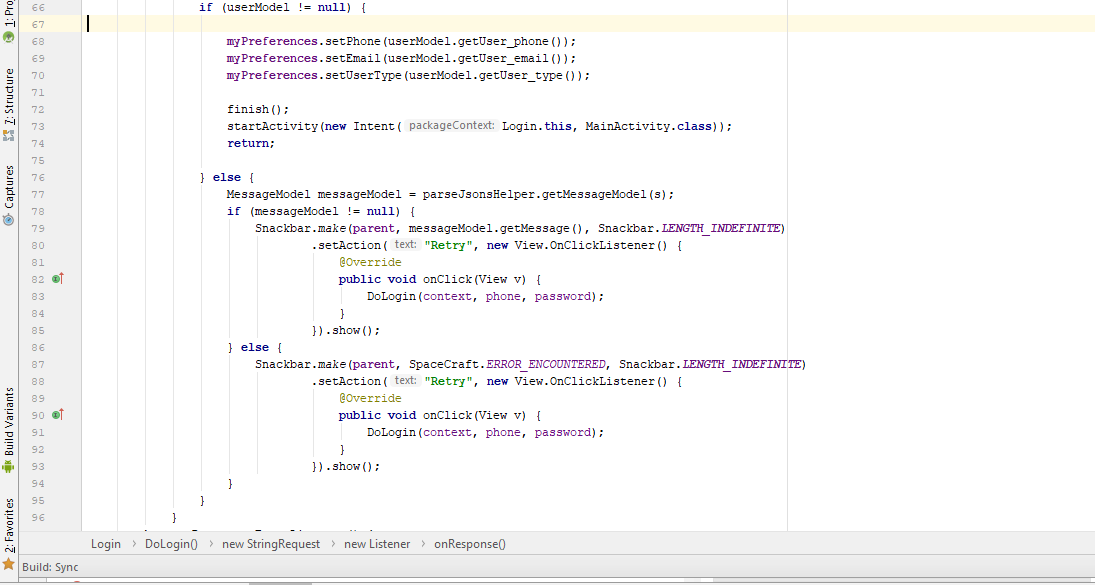 1: Pro
7: Structure
Captures
Build Variants
2: Favorites
66 if (userModel != null) {
67
68 myPreferences.setPhone(userModel.getUser_phone());
69 myPreferences.setEmail(userModel.getUser_email());
70 myPreferences.setUserType(userModel.getUser_type());
71
72 finish();
73 startActivity(new Intent( packageContext: Login.this, MainActivity.class));
74 return;
75
76 } else {
77 MessageModel messageModel = parseJsonsHelper.getMessageModel(s);
78 if (messageModel != null) {
79 Snackbar.make(parent, messageModel.getMessage(), Snackbar.LENGTH_INDEFINITE)
80 .setAction( text: "Retry", new View.OnClickListener() {
81 @Override
82 public void onClick(View v) {
83 DoLogin(context, phone, password);
84 }
85 }).show();
86 } else {
87 Snackbar.make(parent, SpaceCraft.ERROR_ENCOUNTERED, Snackbar.LENGTH_INDEFINITE)
88 .setAction( text: "Retry", new View.OnClickListener() {
89 @Override
90 public void onClick(View v) {
91 DoLogin(context, phone, password);
92 }
93 }).show();
94 }
95 }
96 }
Login › DoLogin() › new StringRequest › new Listener › onResponse()
Build: Sync